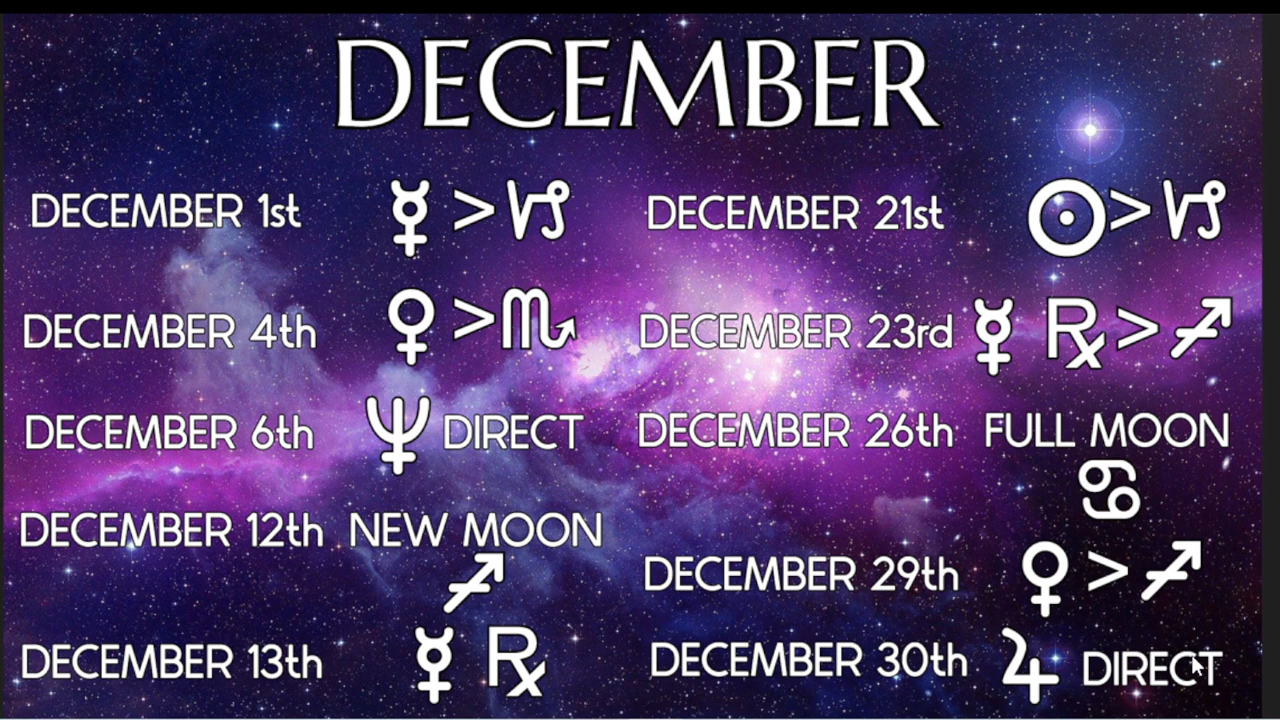 DECEMBER
DECEMBER 1st ☿ > ♑
DECEMBER 4th ♀ > ♏
DECEMBER 6th ♆ DIRECT
DECEMBER 12th NEW MOON
♐
DECEMBER 13th ☿ ℞
DECEMBER 21st ☉ > ♑
DECEMBER 23rd ☿ ℞ > ♐
DECEMBER 26th FULL MOON
♋
DECEMBER 29th ♀ > ♐
DECEMBER 30th ♃ DIRECT